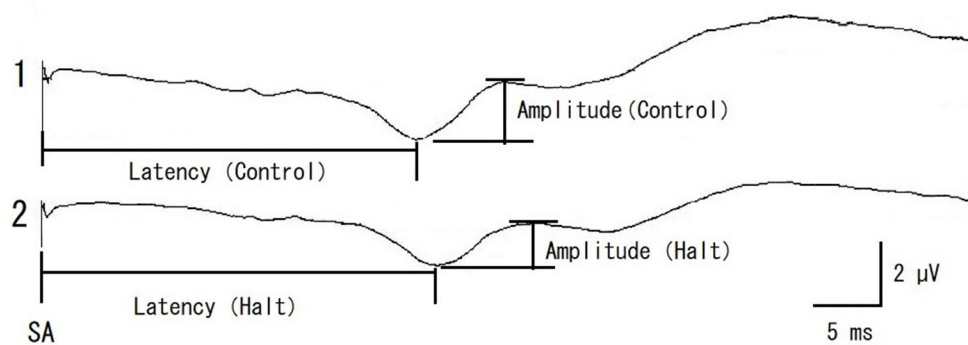 1
Amplitude (Control)
Latency (Control)
2
Amplitude (Halt)
2 μV
Latency (Halt)
5 ms
SA